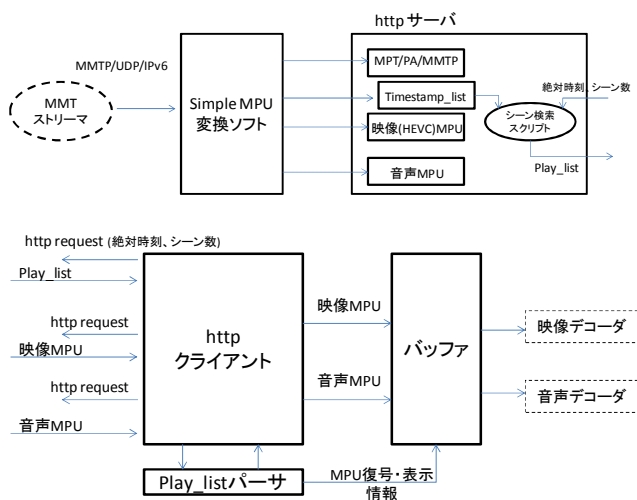 http サーバ
MMTP/UDP/IPv6
MMT
ストリーマ
Simple MPU
変換ソフト
MPT/PA/MMTP
Timestamp_list
映像(HEVC)MPU
音声MPU
絶対時刻、シーン数
シーン検索
スクリプト
Play_list
http request (絶対時刻、シーン数)
Play_list
http request
映像MPU
http request
音声MPU
http
クライアント
映像MPU
音声MPU
バッファ
映像デコーダ
音声デコーダ
Play_listパーサ
MPU復号・表示
情報